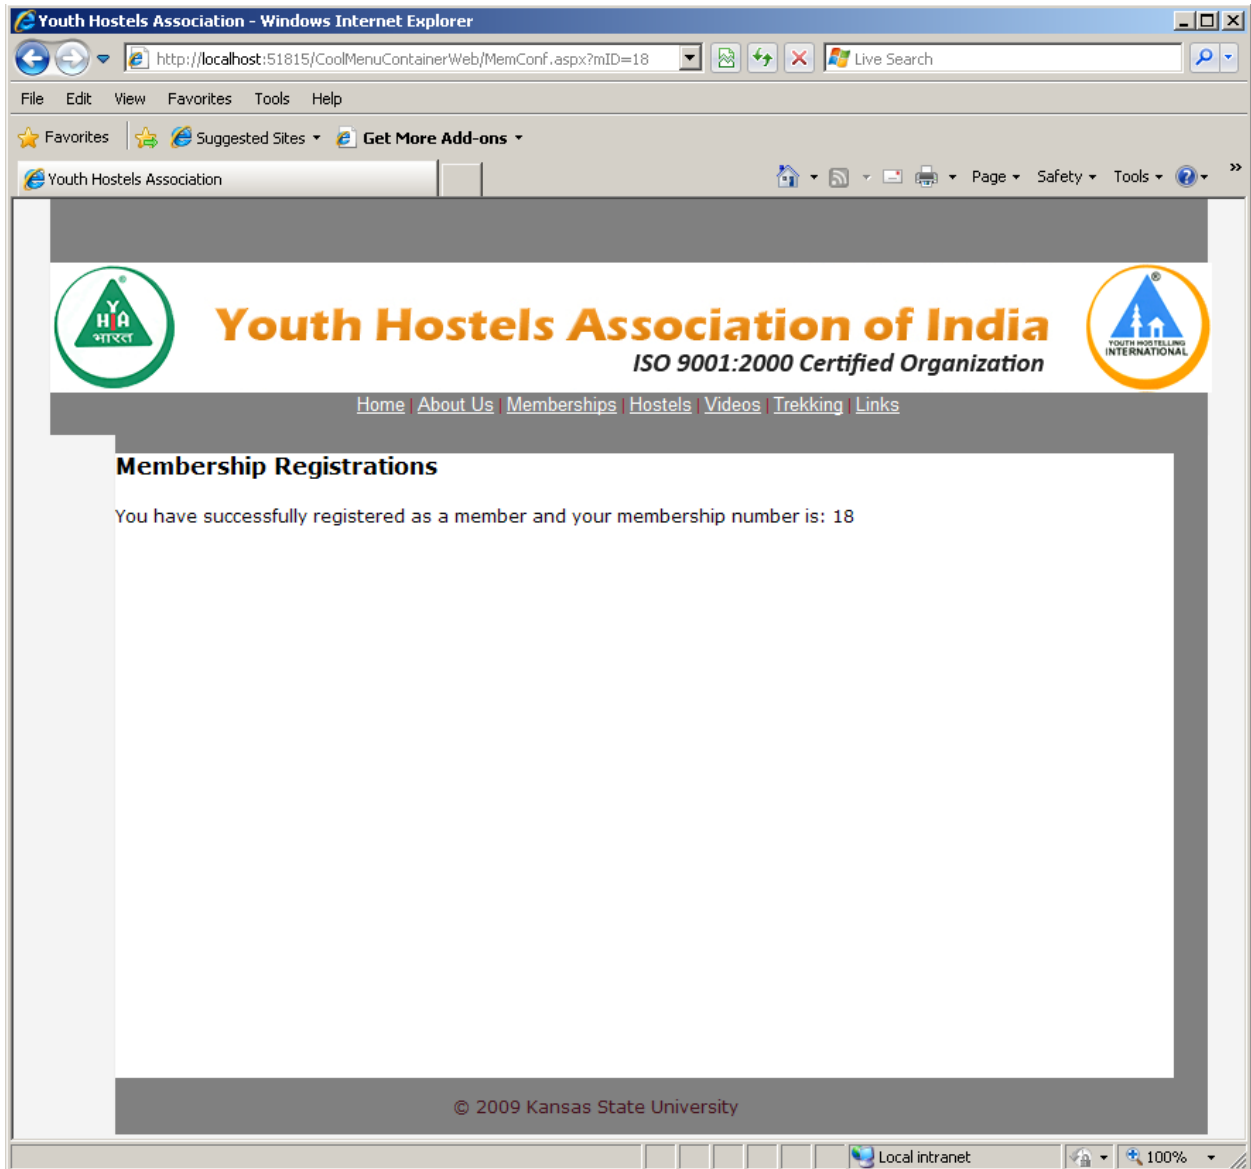 Youth Hostels Association - Windows Internet Explorer
http://localhost:51815/CoolMenuContainerWeb/MemConf.aspx?mID=18
Live Search
File Edit View Favorites Tools Help
Favorites Suggested Sites Get More Add-ons
Youth Hostels Association
Page Safety Tools »
YHA
भारत
®
Youth Hostels Association of India
ISO 9001:2000 Certified Organization
®
YOUTH HOSTELLING
INTERNATIONAL
Home | About Us | Memberships | Hostels | Videos | Trekking | Links
Membership Registrations
You have successfully registered as a member and your membership number is: 18
© 2009 Kansas State University
Local intranet 100%